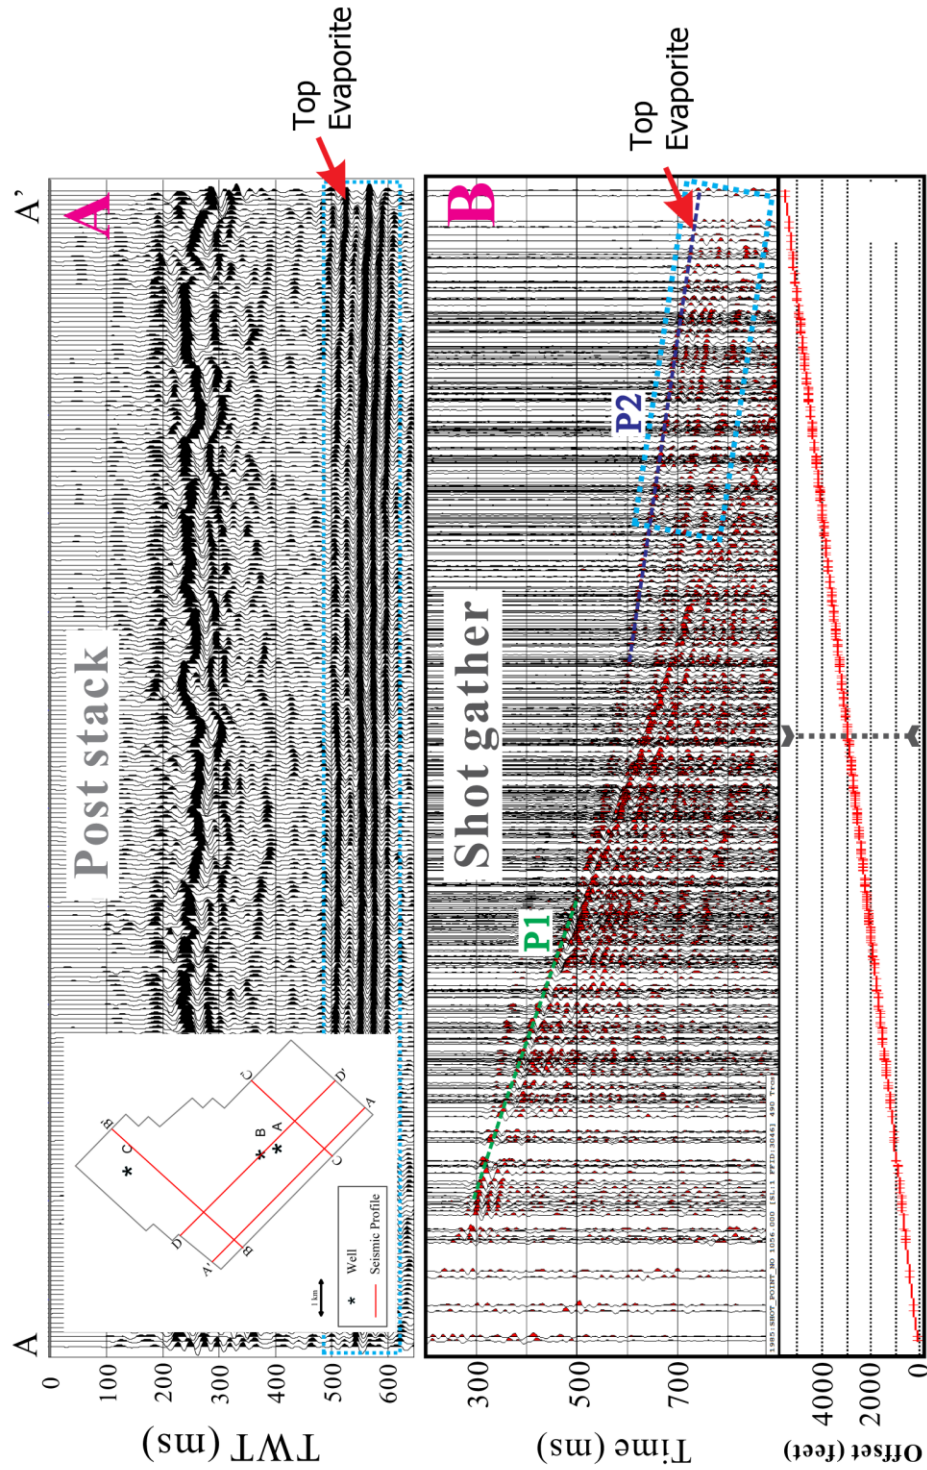 A
A’
Post stack
A
Top
Evaporite
TWT (ms)
0
100
200
300
400
500
600
B'
C
C'
B
A
D
D'
A'
B
C
A
1 km
Well
Seismic Profile
Shot gather
B
Top
Evaporite
P1
P2
Time (ms)
300
500
700
Offset (feet)
4000
2000
0